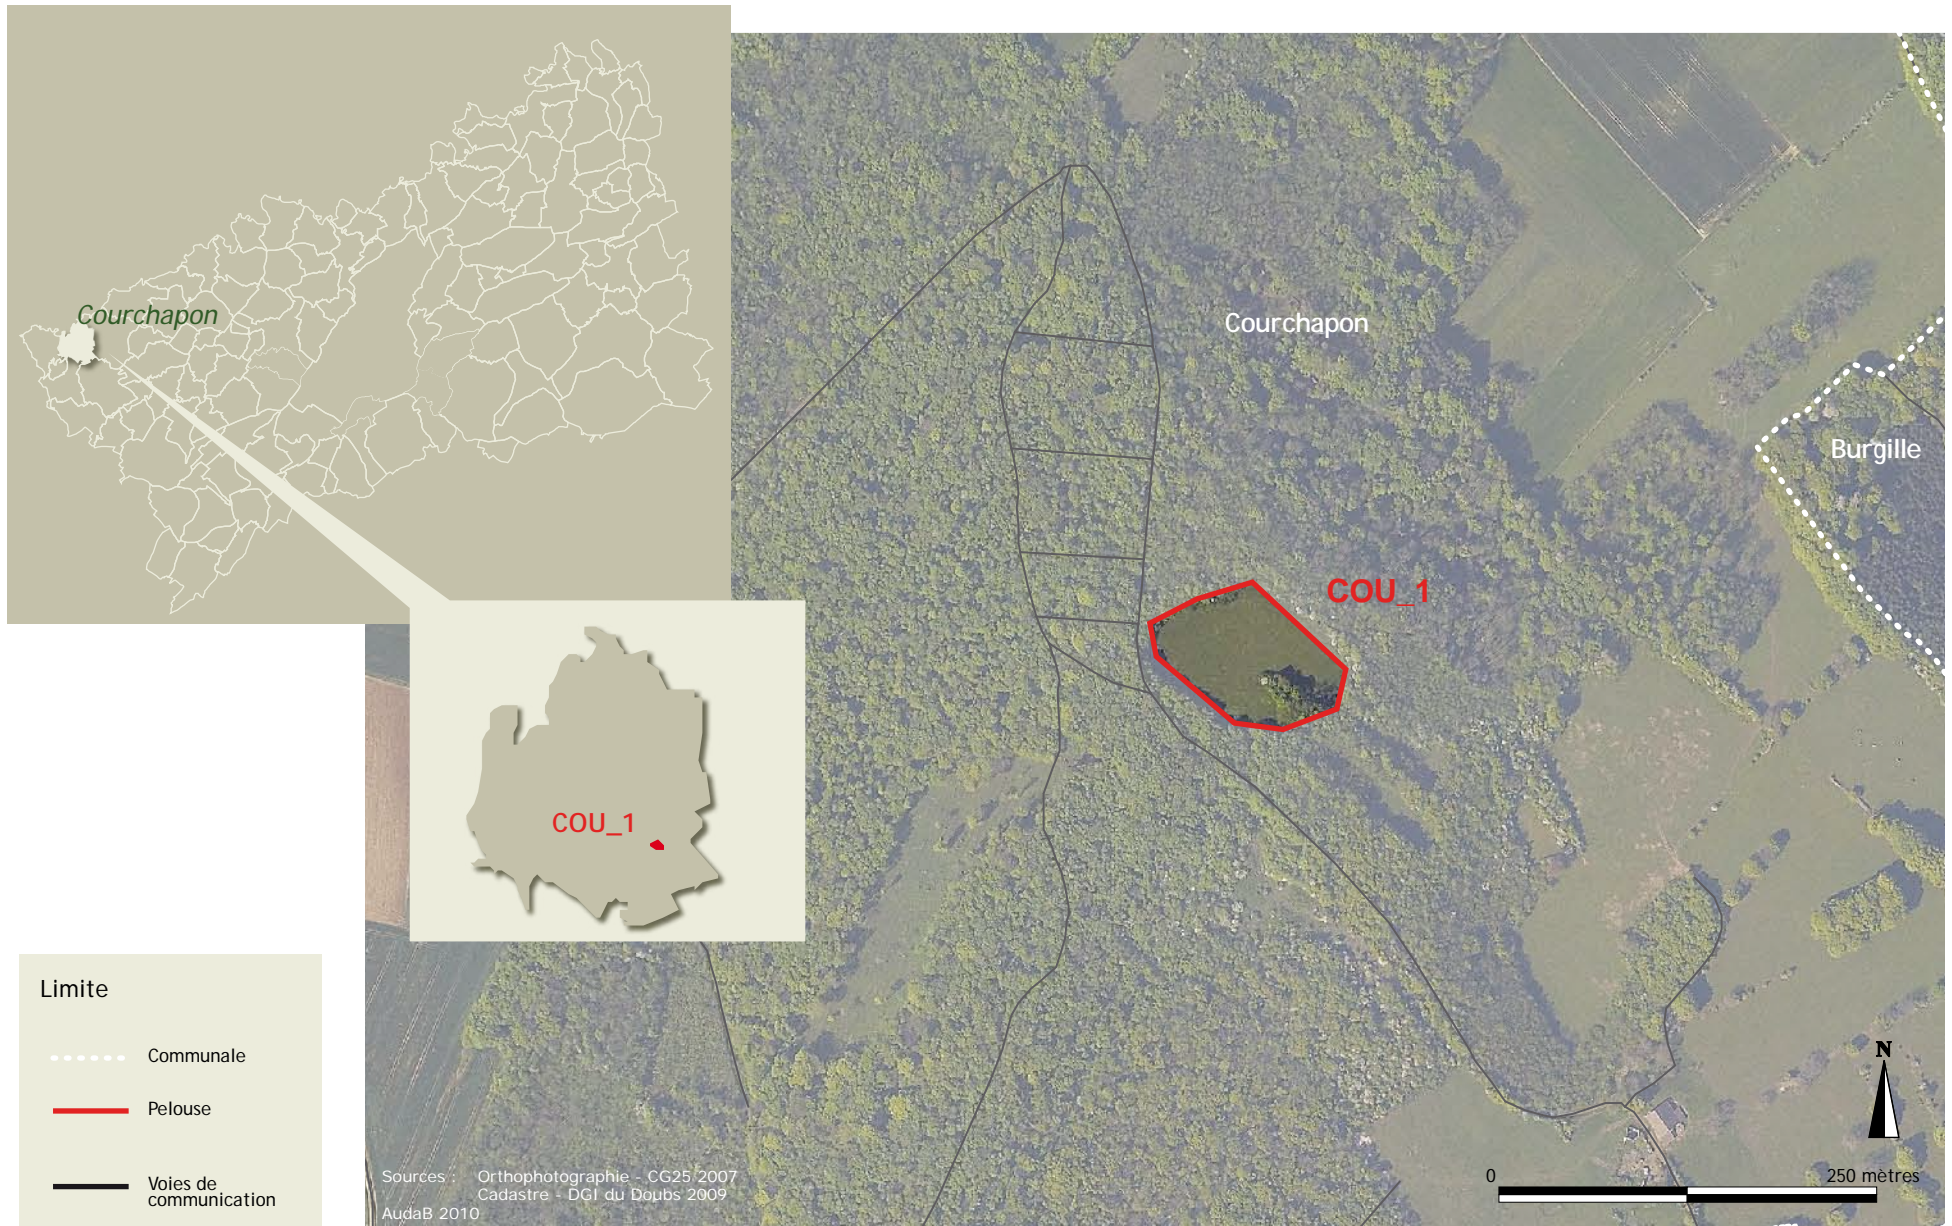 Courchapon
Courchapon
Burgille
COU_1
COU_1
Limite
Communale
Pelouse
Voies de
communication
Sources : Orthophotographie - CG25 2007
Cadastre - DGI du Doubs 2009
AudaB 2010
N
0 250 mètres